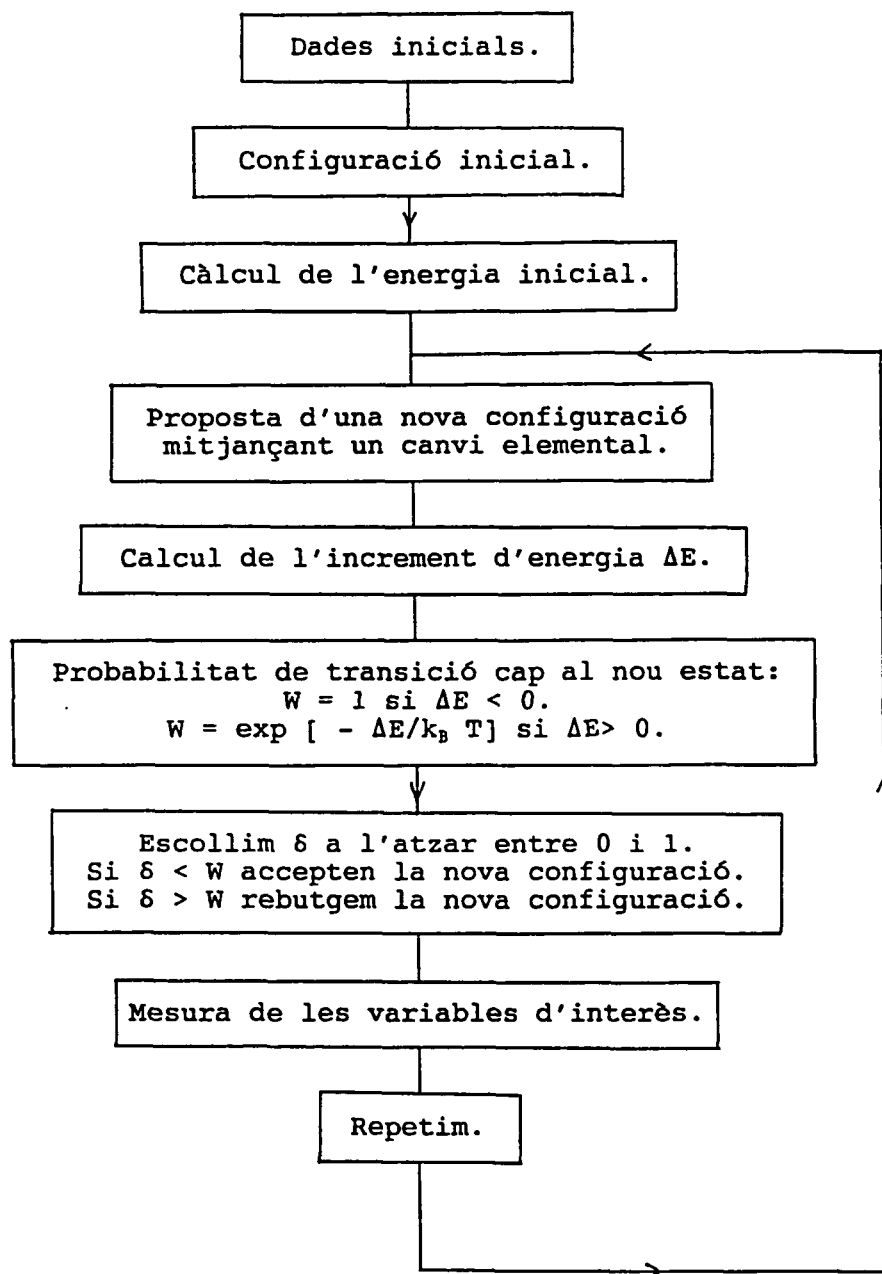 Dades inicials.
Configuració inicial.
Càlcul de l'energia inicial.
Proposta d'una nova configuració
mitjançant un canvi elemental.
Calcul de l'increment d'energia ΔE.
Probabilitat de transició cap al nou estat:
W = 1 si ΔE < 0.
W = exp [ - ΔE/k_B T] si ΔE> 0.
Escollim δ a l'atzar entre 0 i 1.
Si δ < W accepten la nova configuració.
Si δ > W rebutgem la nova configuració.
Mesura de les variables d'interès.
Repetim.